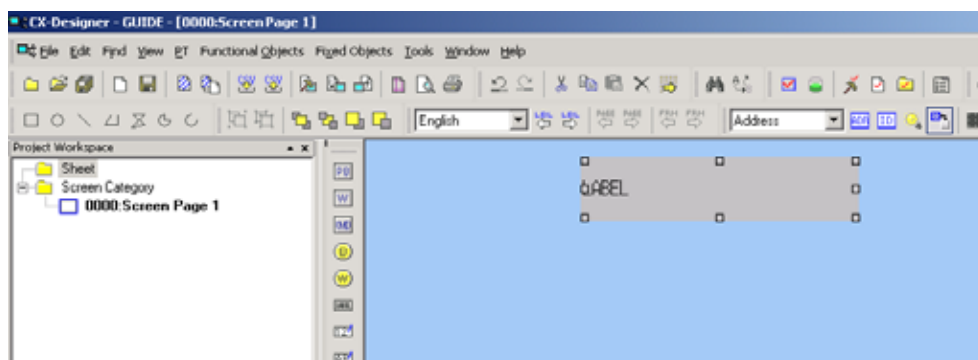 CX-Designer - GUIDE - [0000:Screen Page 1]
File Edit Find View PT Functional Objects Fixed Objects Tools Window Help
English Address
Project Workspace
Sheet
Screen Category
0000:Screen Page 1
LABEL